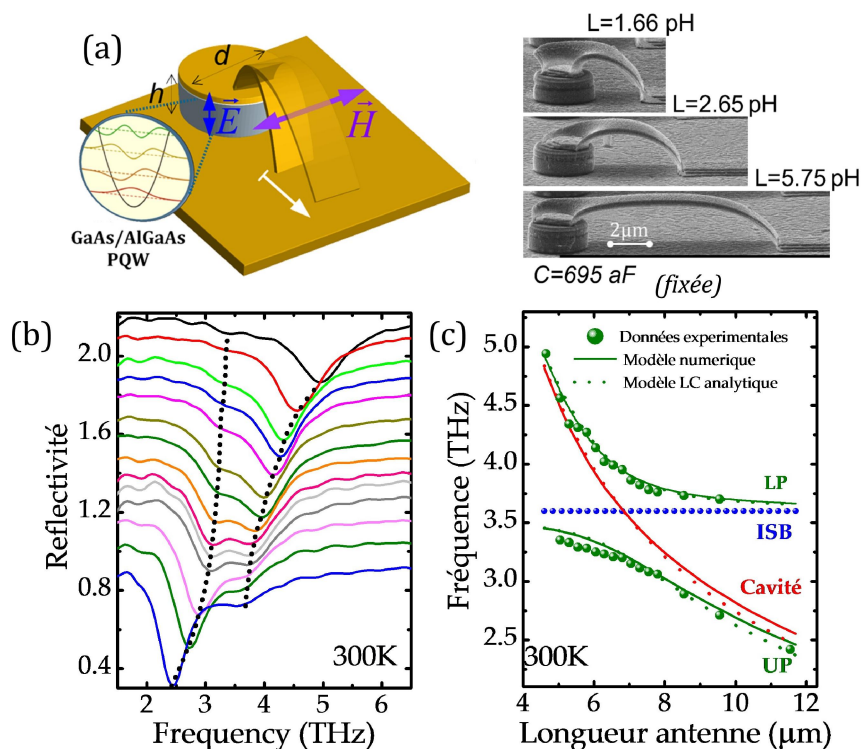 (a)
d
h
E
H
GaAs/AlGaAs
PQW
L=1.66 pH
L=2.65 pH
L=5.75 pH
2µm
C=695 aF (fixée)
(b)
Reflectivité
2.0
1.6
1.2
0.8
0.4
300K
2 3 4 5 6
Frequency (THz)
(c)
Fréquence (THz)
5.0
4.5
4.0
3.5
3.0
2.5
Données experimentales
Modèle numerique
Modèle LC analytique
LP
ISB
Cavité
UP
300K
4 6 8 10 12
Longueur antenne (µm)